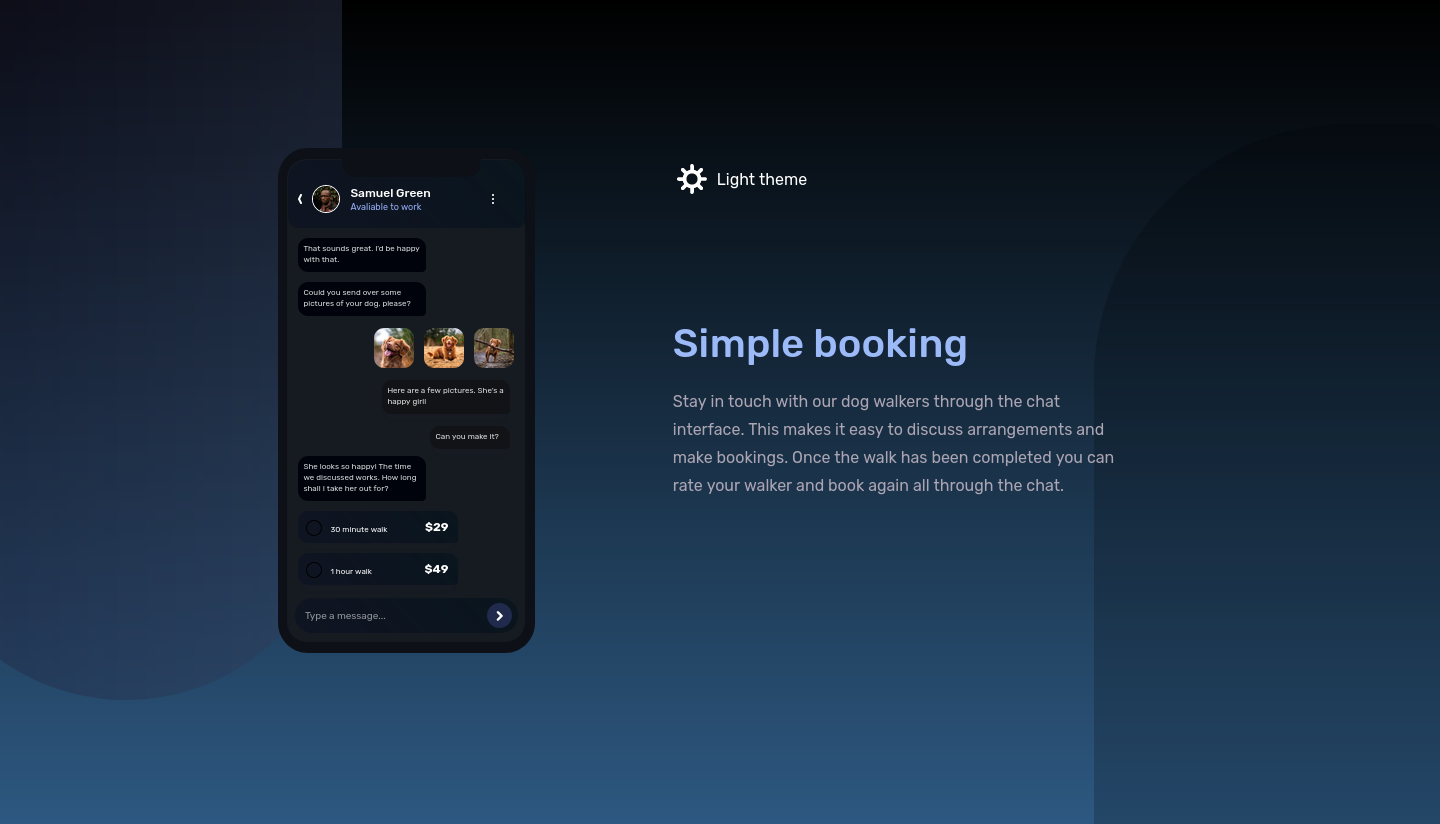 Samuel Green
Avaliable to work
That sounds great. I'd be happy
with that.
Could you send over some
pictures of your dog, please?
Here are a few pictures. She's a
happy girl!
Can you make it?
She looks so happy! The time
we discussed works. How long
shall I take her out for?
30 minute walk $29
1 hour walk $49
Type a message...
Light theme
Simple booking
Stay in touch with our dog walkers through the chat
interface. This makes it easy to discuss arrangements and
make bookings. Once the walk has been completed you can
rate your walker and book again all through the chat.